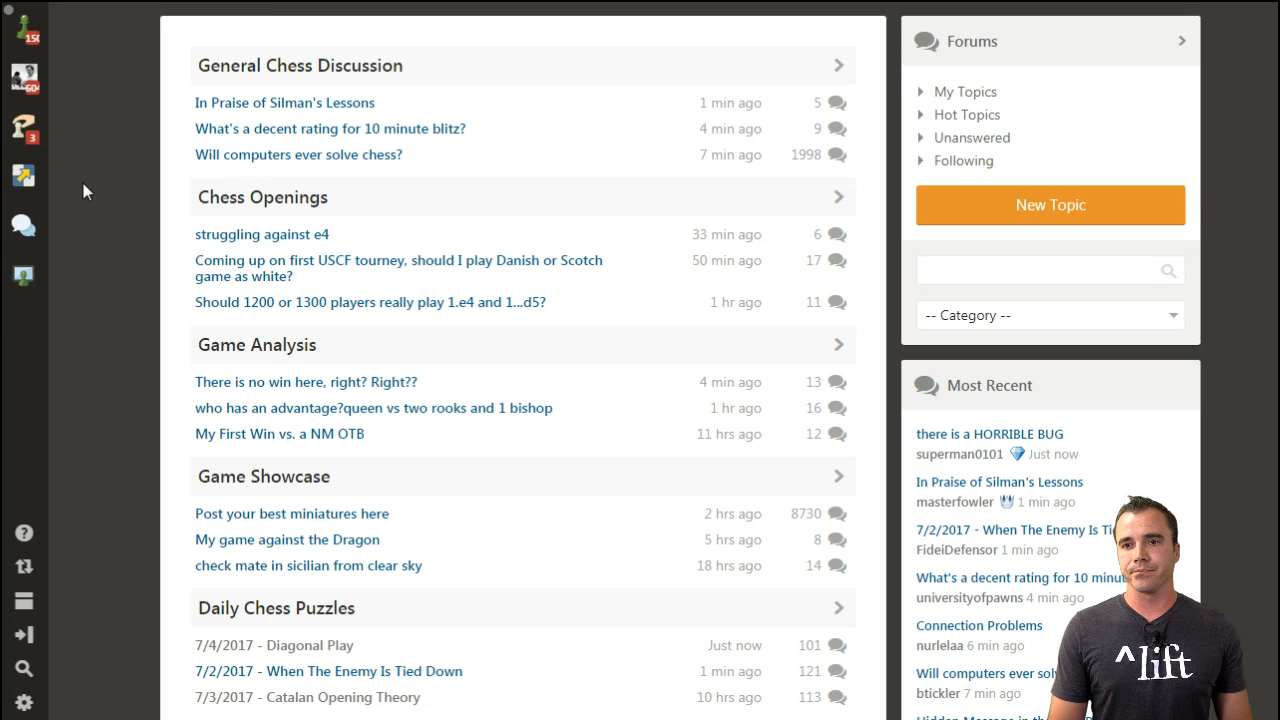 150
604
3
General Chess Discussion
In Praise of Silman's Lessons 1 min ago 5
What's a decent rating for 10 minute blitz? 4 min ago 9
Will computers ever solve chess? 7 min ago 1998
Chess Openings
struggling against e4 33 min ago 6
Coming up on first USCF tourney, should I play Danish or Scotch 50 min ago 17
game as white?
Should 1200 or 1300 players really play 1.e4 and 1...d5? 1 hr ago 11
Game Analysis
There is no win here, right? Right?? 4 min ago 13
who has an advantage?queen vs two rooks and 1 bishop 1 hr ago 16
My First Win vs. a NM OTB 11 hrs ago 12
Game Showcase
Post your best miniatures here 2 hrs ago 8730
My game against the Dragon 5 hrs ago 8
check mate in sicilian from clear sky 18 hrs ago 14
Daily Chess Puzzles
7/4/2017 - Diagonal Play Just now 101
7/2/2017 - When The Enemy Is Tied Down 1 min ago 121
7/3/2017 - Catalan Opening Theory 10 hrs ago 113
Forums
My Topics
Hot Topics
Unanswered
Following
New Topic
-- Category --
Most Recent
there is a HORRIBLE BUG
superman0101 Just now
In Praise of Silman's Lessons
masterfowler 1 min ago
7/2/2017 - When The Enemy Is
FideiDefensor 1 min ago
What's a decent rating for 10
universityofpawns 4 min ago
Connection Problems
nurlelaa 6 min ago
Will computers ever
btickler 7 min ago
Hidden Message in
^lift